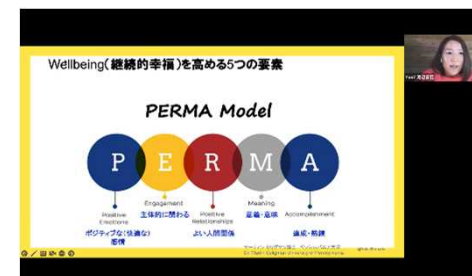 Wellbeing(継続的幸福)を高める5つの要素
PERMA Model
P E R M A
Positive Emotions
ポジティブな(快適な)感情
Engagement
主体的に関わる
Positive Relationships
よい人間関係
Meaning
意義・意味
Accomplishment
達成・熟練